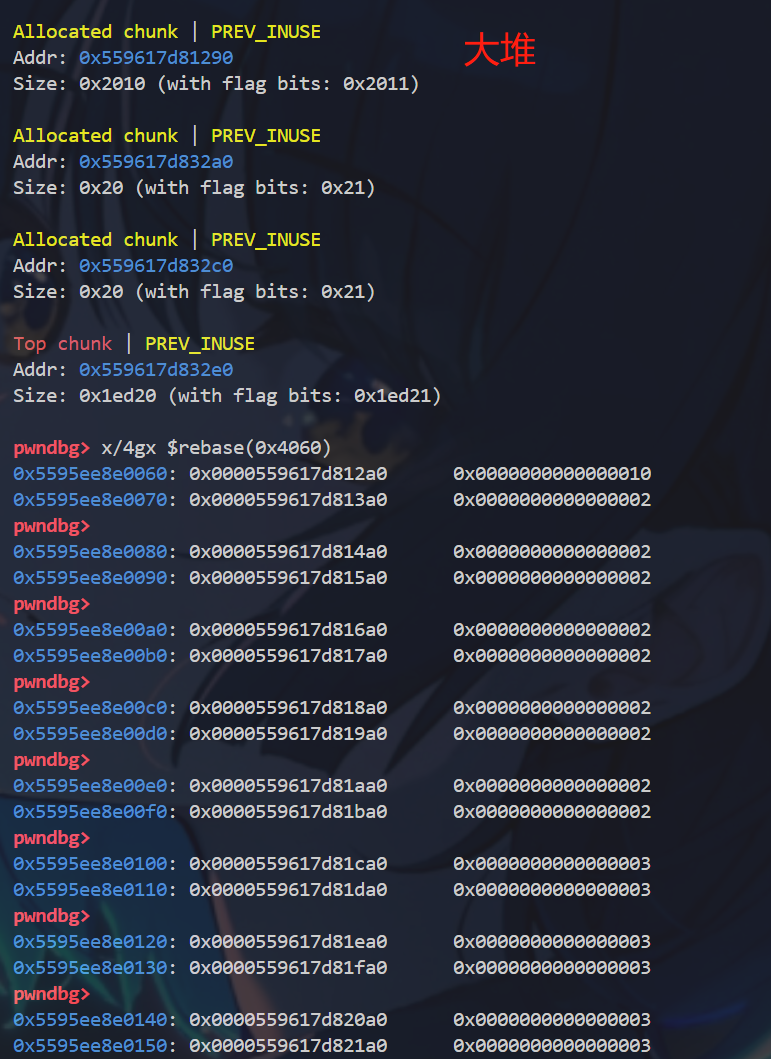 Allocated chunk | PREV_INUSE
大堆
Addr: 0x559617d81290
Size: 0x2010 (with flag bits: 0x2011)
Allocated chunk | PREV_INUSE
Addr: 0x559617d832a0
Size: 0x20 (with flag bits: 0x21)
Allocated chunk | PREV_INUSE
Addr: 0x559617d832c0
Size: 0x20 (with flag bits: 0x21)
Top chunk | PREV_INUSE
Addr: 0x559617d832e0
Size: 0x1ed20 (with flag bits: 0x1ed21)
pwndbg> x/4gx $rebase(0x4060)
0x5595ee8e0060: 0x0000559617d812a0 0x0000000000000010
0x5595ee8e0070: 0x0000559617d813a0 0x0000000000000002
pwndbg>
0x5595ee8e0080: 0x0000559617d814a0 0x0000000000000002
0x5595ee8e0090: 0x0000559617d815a0 0x0000000000000002
pwndbg>
0x5595ee8e00a0: 0x0000559617d816a0 0x0000000000000002
0x5595ee8e00b0: 0x0000559617d817a0 0x0000000000000002
pwndbg>
0x5595ee8e00c0: 0x0000559617d818a0 0x0000000000000002
0x5595ee8e00d0: 0x0000559617d819a0 0x0000000000000002
pwndbg>
0x5595ee8e00e0: 0x0000559617d81aa0 0x0000000000000002
0x5595ee8e00f0: 0x0000559617d81ba0 0x0000000000000002
pwndbg>
0x5595ee8e0100: 0x0000559617d81ca0 0x0000000000000003
0x5595ee8e0110: 0x0000559617d81da0 0x0000000000000003
pwndbg>
0x5595ee8e0120: 0x0000559617d81ea0 0x0000000000000003
0x5595ee8e0130: 0x0000559617d81fa0 0x0000000000000003
pwndbg>
0x5595ee8e0140: 0x0000559617d820a0 0x0000000000000003
0x5595ee8e0150: 0x0000559617d821a0 0x0000000000000003